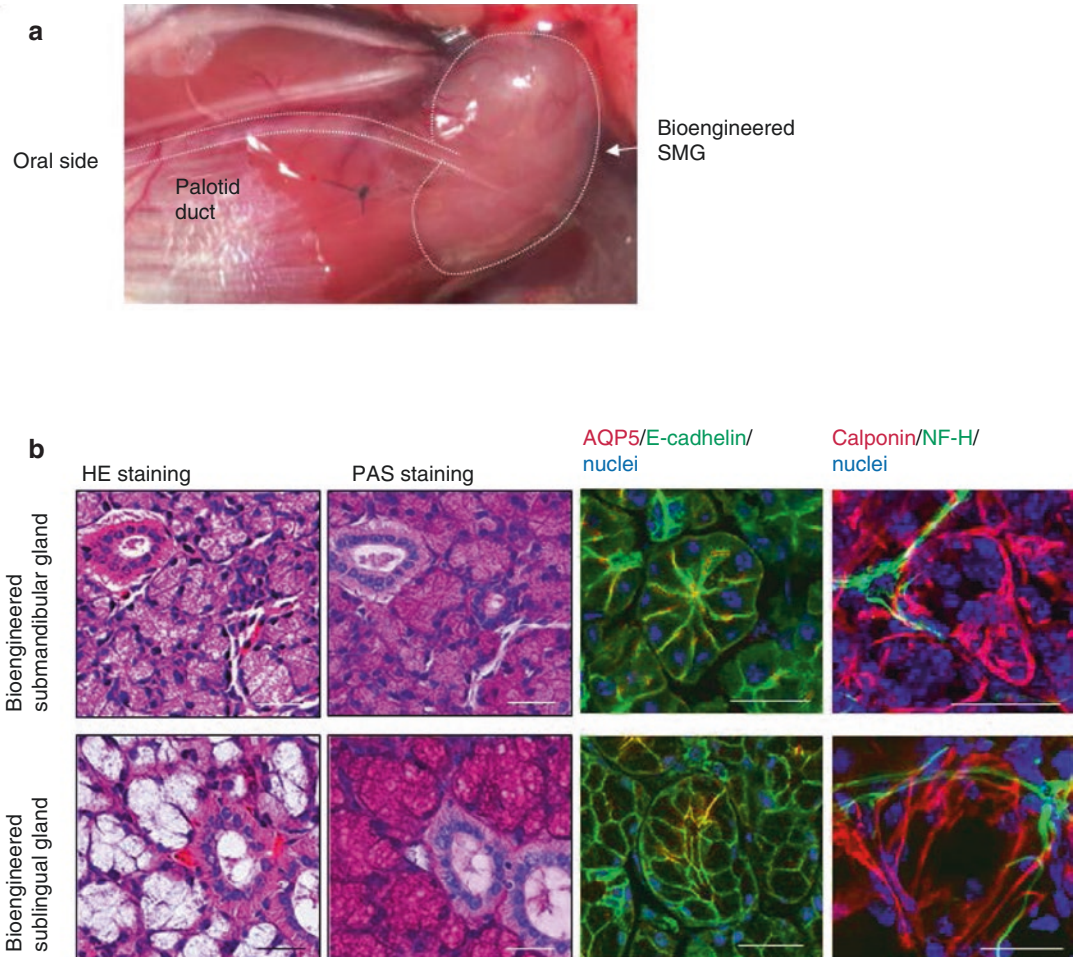 a
Oral side
Palotid
duct
Bioengineered
SMG
b
HE staining
PAS staining
AQP5/E-cadhelin/
nuclei
Calponin/NF-H/
nuclei
Bioengineered
submandibular gland
Bioengineered
sublingual gland